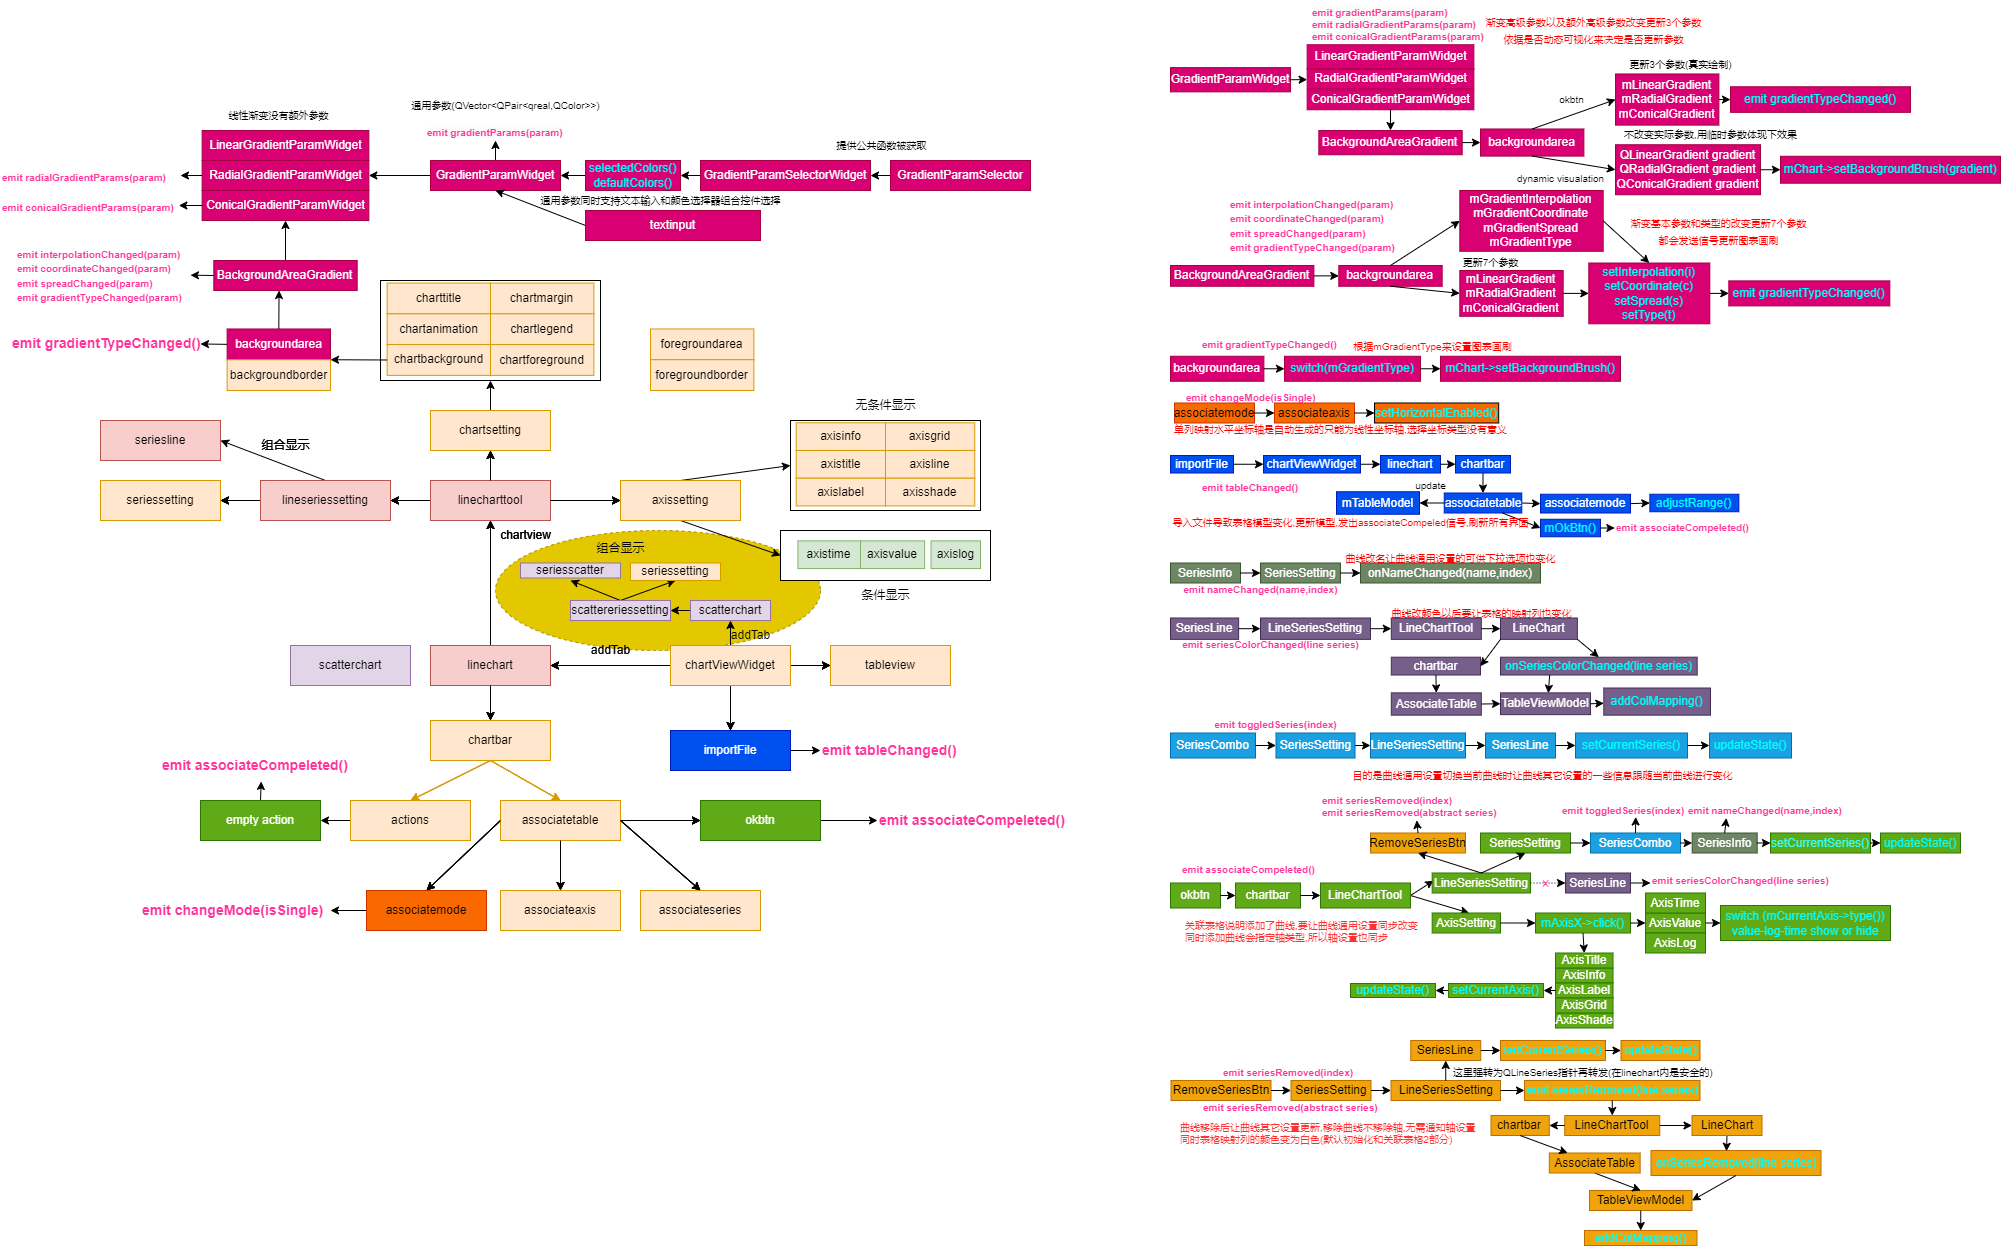 通用参数(QVector<QPair<qreal,QColor>>)
线性渐变没有额外参数
LinearGradientParamWidget
RadialGradientParamWidget
ConicalGradientParamWidget
emit radialGradientParams(param)
emit conicalGradientParams(param)
emit gradientParams(param)
GradientParamWidget
selectedColors()
defaultColors()
提供公共函数被获取
GradientParamSelectorWidget
GradientParamSelector
通用参数同时支持文本输入和颜色选择器组合控件选择
textinput
emit interpolationChanged(param)
emit coordinateChanged(param)
emit spreadChanged(param)
emit gradientTypeChanged(param)
BackgroundAreaGradient
emit gradientTypeChanged()
backgroundarea
backgroundborder
charttitle
chartmargin
chartanimation
chartlegend
chartbackground
chartforeground
foregroundarea
foregroundborder
chartsetting
无条件显示
axisinfo
axisgrid
axistitle
axisline
axislabel
axisshade
seriesline
组合显示
seriessetting
lineseriessetting
linecharttool
axissetting
chartview
axistime
axisvalue
axislog
条件显示
组合显示
seriesscatter
seriessetting
scattereriessetting
scatterchart
addTab
addTab
scatterchart
linechart
chartViewWidget
tableview
chartbar
importFile
emit tableChanged()
emit associateCompeleted()
empty action
actions
associatetable
okbtn
emit associateCompeleted()
emit changeMode(isSingle)
associatemode
associateaxis
associateseries
emit gradientParams(param)
emit radialGradientParams(param)
emit conicalGradientParams(param)
渐变高级参数以及额外高级参数改变更新3个参数
依据是否动态可视化来决定是否更新参数
GradientParamWidget
LinearGradientParamWidget
RadialGradientParamWidget
ConicalGradientParamWidget
BackgroundAreaGradient
backgroundarea
okbtn
更新3个参数(真实绘制)
mLinearGradient
mRadialGradient
mConicalGradient
emit gradientTypeChanged()
不改变实际参数,用临时参数体现下效果
QLinearGradient gradient
QRadialGradient gradient
QConicalGradient gradient
mChart->setBackgroundBrush(gradient)
dynamic visualation
emit interpolationChanged(param)
emit coordinateChanged(param)
emit spreadChanged(param)
emit gradientTypeChanged(param)
mGradientInterpolation
mGradientCoordinate
mGradientSpread
mGradientType
渐变基本参数和类型的改变更新7个参数
都会发送信号更新图表画刷
BackgroundAreaGradient
backgroundarea
更新7个参数
mLinearGradient
mRadialGradient
mConicalGradient
setInterpolation(i)
setCoordinate(c)
setSpread(s)
setType(t)
emit gradientTypeChanged()
emit gradientTypeChanged()
根据mGradientType来设置图表画刷
backgroundarea
switch(mGradientType)
mChart->setBackgroundBrush()
emit changeMode(isSingle)
associatemode
associateaxis
setHorizontalEnabled()
单列映射水平坐标轴是自动生成的只能为线性坐标轴,选择坐标类型没有意义
importFile
chartViewWidget
linechart
chartbar
emit tableChanged()
update
mTableModel
associatetable
associatemode
adjustRange()
导入文件导致表格模型变化,更新模型,发出associateCompeled信号,刷新所有界面
mOkBtn()
emit associateCompeleted()
曲线改名让曲线通用设置的可供下拉选项也变化
SeriesInfo
SeriesSetting
onNameChanged(name,index)
emit nameChanged(name,index)
曲线改颜色以后要让表格的映射列也变化
SeriesLine
LineSeriesSetting
LineChartTool
LineChart
emit seriesColorChanged(line series)
chartbar
onSeriesColorChanged(line series)
AssociateTable
TableViewModel
addColMapping()
emit toggledSeries(index)
SeriesCombo
SeriesSetting
LineSeriesSetting
SeriesLine
setCurrentSeries()
updateState()
目的是曲线通用设置切换当前曲线时让曲线其它设置的一些信息跟随当前曲线进行变化
emit seriesRemoved(index)
emit seriesRemoved(abstract series)
emit toggledSeries(index)
emit nameChanged(name,index)
RemoveSeriesBtn
SeriesSetting
SeriesCombo
SeriesInfo
setCurrentSeries()
updateState()
emit associateCompeleted()
okbtn
chartbar
LineChartTool
LineSeriesSetting
x
SeriesLine
emit seriesColorChanged(line series)
关联表格说明添加了曲线,要让曲线通用设置同步改变
同时添加曲线会指定轴类型,所以轴设置也同步
AxisSetting
mAxisX->click()
AxisTime
AxisValue
AxisLog
switch (mCurrentAxis->type())
value-log-time show or hide
AxisTitle
AxisInfo
AxisLabel
AxisGrid
AxisShade
updateState()
setCurrentAxis()
SeriesLine
setCurrentSeries()
updateState()
emit seriesRemoved(index)
这里强转为QLineSeries指针再转发(在linechart内是安全的)
RemoveSeriesBtn
SeriesSetting
LineSeriesSetting
emit seriesRemoved(line series)
emit seriesRemoved(abstract series)
曲线移除后让曲线其它设置更新,移除曲线不移除轴,无需通知轴设置
同时表格映射列的颜色变为白色(默认初始化和关联表格2部分)
chartbar
LineChartTool
LineChart
AssociateTable
onSeriesRemoved(line series)
TableViewModel
addColMapping()